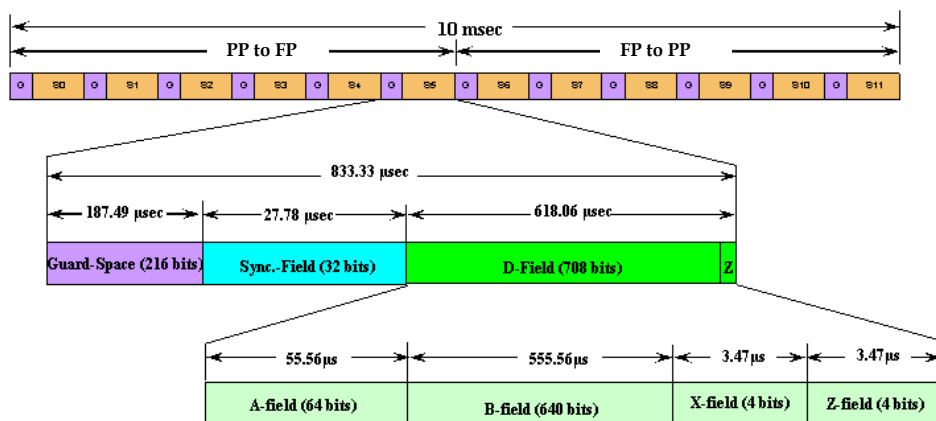 10 msec
PP to FP
FP to PP
G S0 G S1 G S2 G S3 G S4 G S5 G S6 G S7 G S8 G S9 G S10 G S11
833.33 µsec
187.49 µsec 27.78 µsec 618.06 µsec
Guard-Space (216 bits) Sync.-Field (32 bits) D-Field (708 bits) Z
55.56µs 555.56µs 3.47µs 3.47µs
A-field (64 bits) B-field (640 bits) X-field (4 bits) Z-field (4 bits)